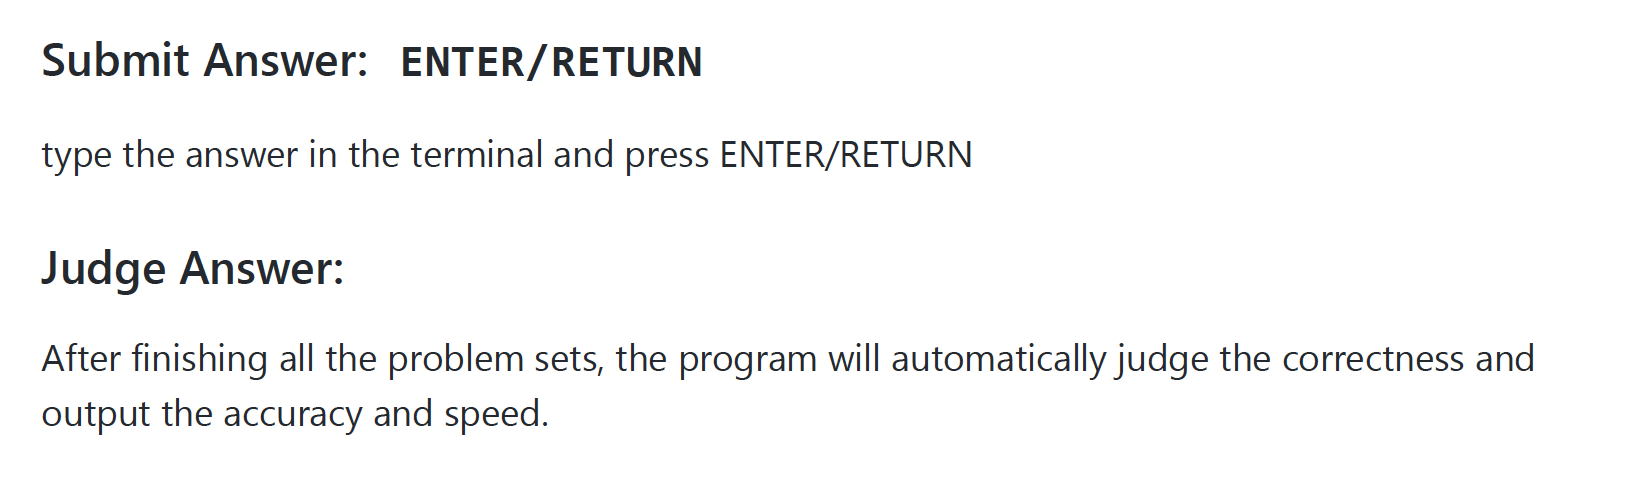 Submit Answer: ENTER/RETURN
type the answer in the terminal and press ENTER/RETURN
Judge Answer:
After finishing all the problem sets, the program will automatically judge the correctness and
output the accuracy and speed.